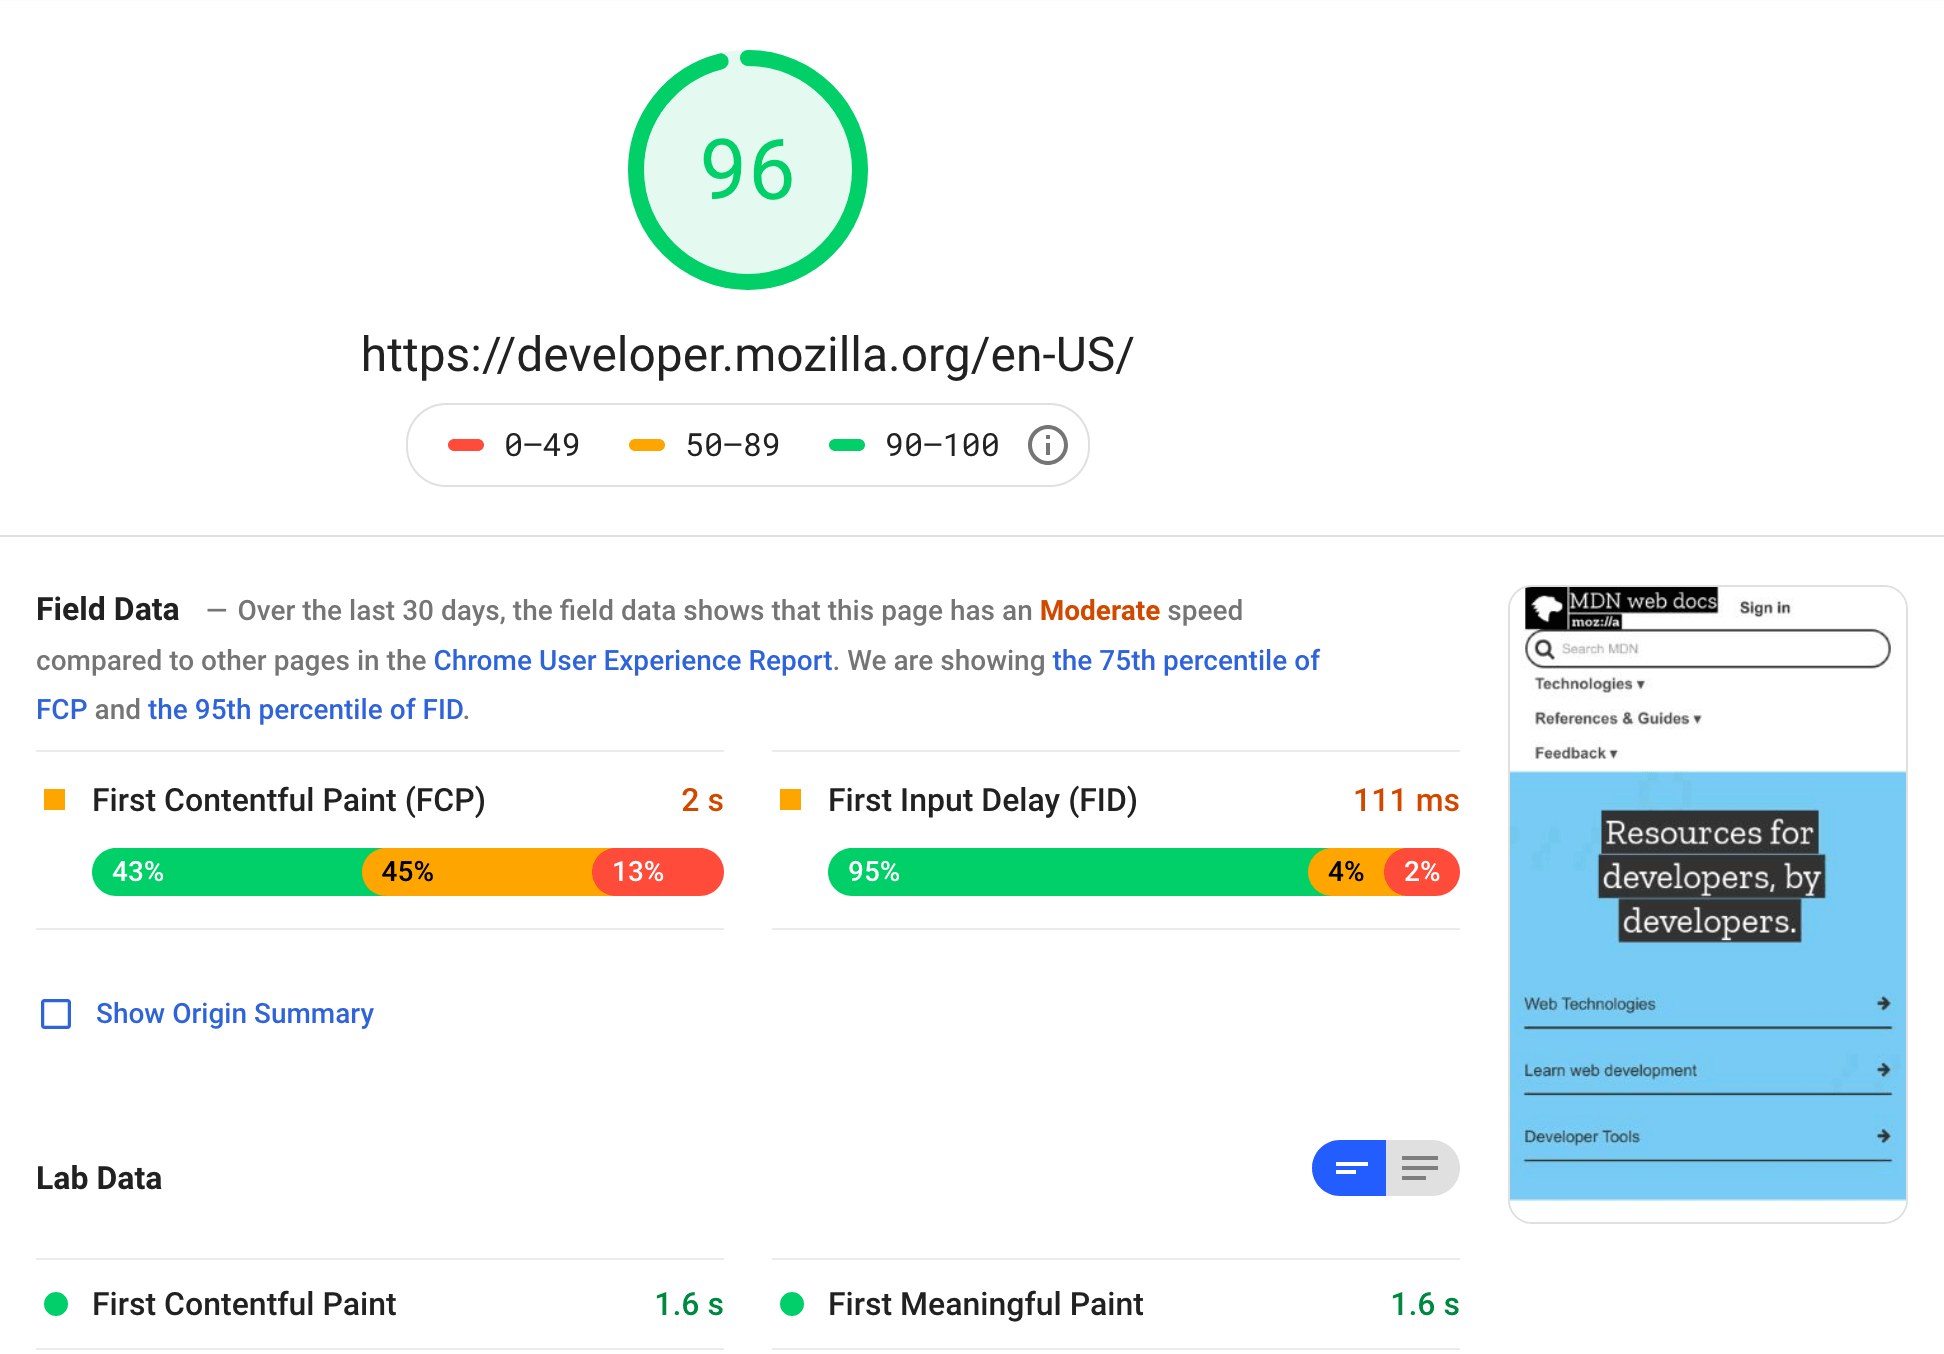 96
https://developer.mozilla.org/en-US/
0–49 50–89 90–100
Field Data — Over the last 30 days, the field data shows that this page has an Moderate speed
compared to other pages in the Chrome User Experience Report. We are showing the 75th percentile of
FCP and the 95th percentile of FID.
First Contentful Paint (FCP) 2 s
43% 45% 13%
First Input Delay (FID) 111 ms
95% 4% 2%
Show Origin Summary
Lab Data
First Contentful Paint 1.6 s
First Meaningful Paint 1.6 s
MDN web docs
moz://a
Sign in
Search MDN
Technologies ▾
References & Guides ▾
Feedback ▾
Resources for
developers, by
developers.
Web Technologies
Learn web development
Developer Tools